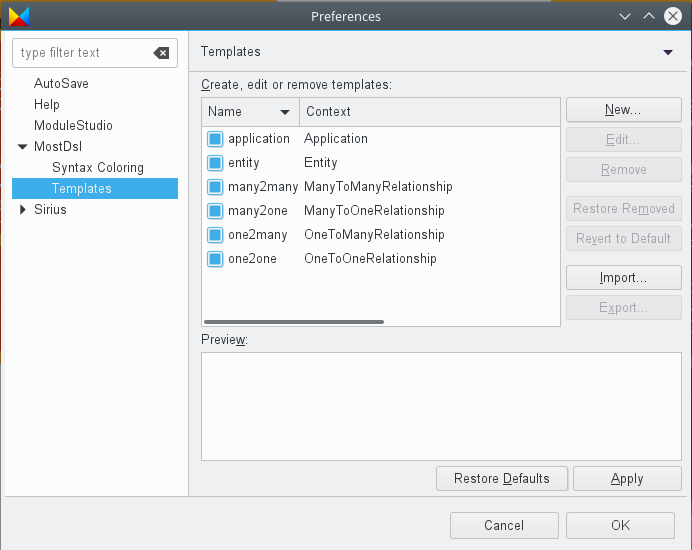 Preferences
type filter text
AutoSave
Help
ModuleStudio
MostDsl
Syntax Coloring
Templates
Sirius
Templates
Create, edit or remove templates:
Name Context
application Application
entity Entity
many2many ManyToManyRelationship
many2one ManyToOneRelationship
one2many OneToManyRelationship
one2one OneToOneRelationship
New...
Edit...
Remove
Restore Removed
Revert to Default
Import...
Export...
Preview:
Restore Defaults Apply
Cancel OK